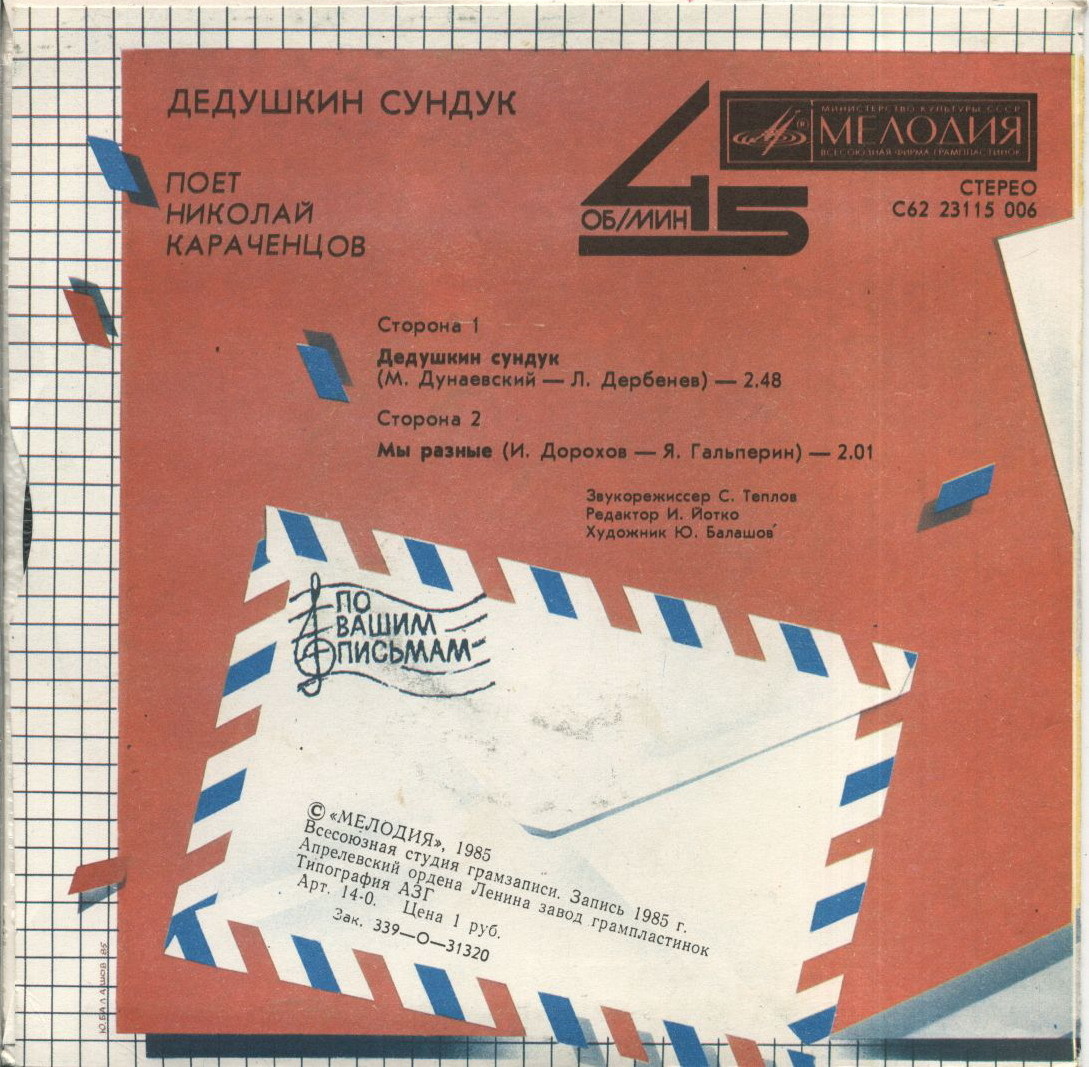 ДЕДУШКИН СУНДУК
ПОЕТ
НИКОЛАЙ
КАРАЧЕНЦОВ
45
ОБ/МИН
МИНИСТЕРСТВО КУЛЬТУРЫ СССР
МЕЛОДИЯ
ВСЕСОЮЗНАЯ ФИРМА ГРАМПЛАСТИНОК
СТЕРЕО
С62 23115 006
Сторона 1
Дедушкин сундук
(М. Дунаевский — Л. Дербенев) — 2.48
Сторона 2
Мы разные (И. Дорохов — Я. Гальперин) — 2.01
Звукорежиссер С. Теплов
Редактор И. Йотко
Художник Ю. Балашов
ПО
ВАШИМ
ПИСЬМАМ
© «МЕЛОДИЯ», 1985
Всесоюзная студия грамзаписи. Запись 1985 г.
Апрелевский ордена Ленина завод грампластинок
Типография АЗГ
Арт. 14-0. Цена 1 руб.
Зак. 339—О—31320
Ю.БАЛАШОВ 85